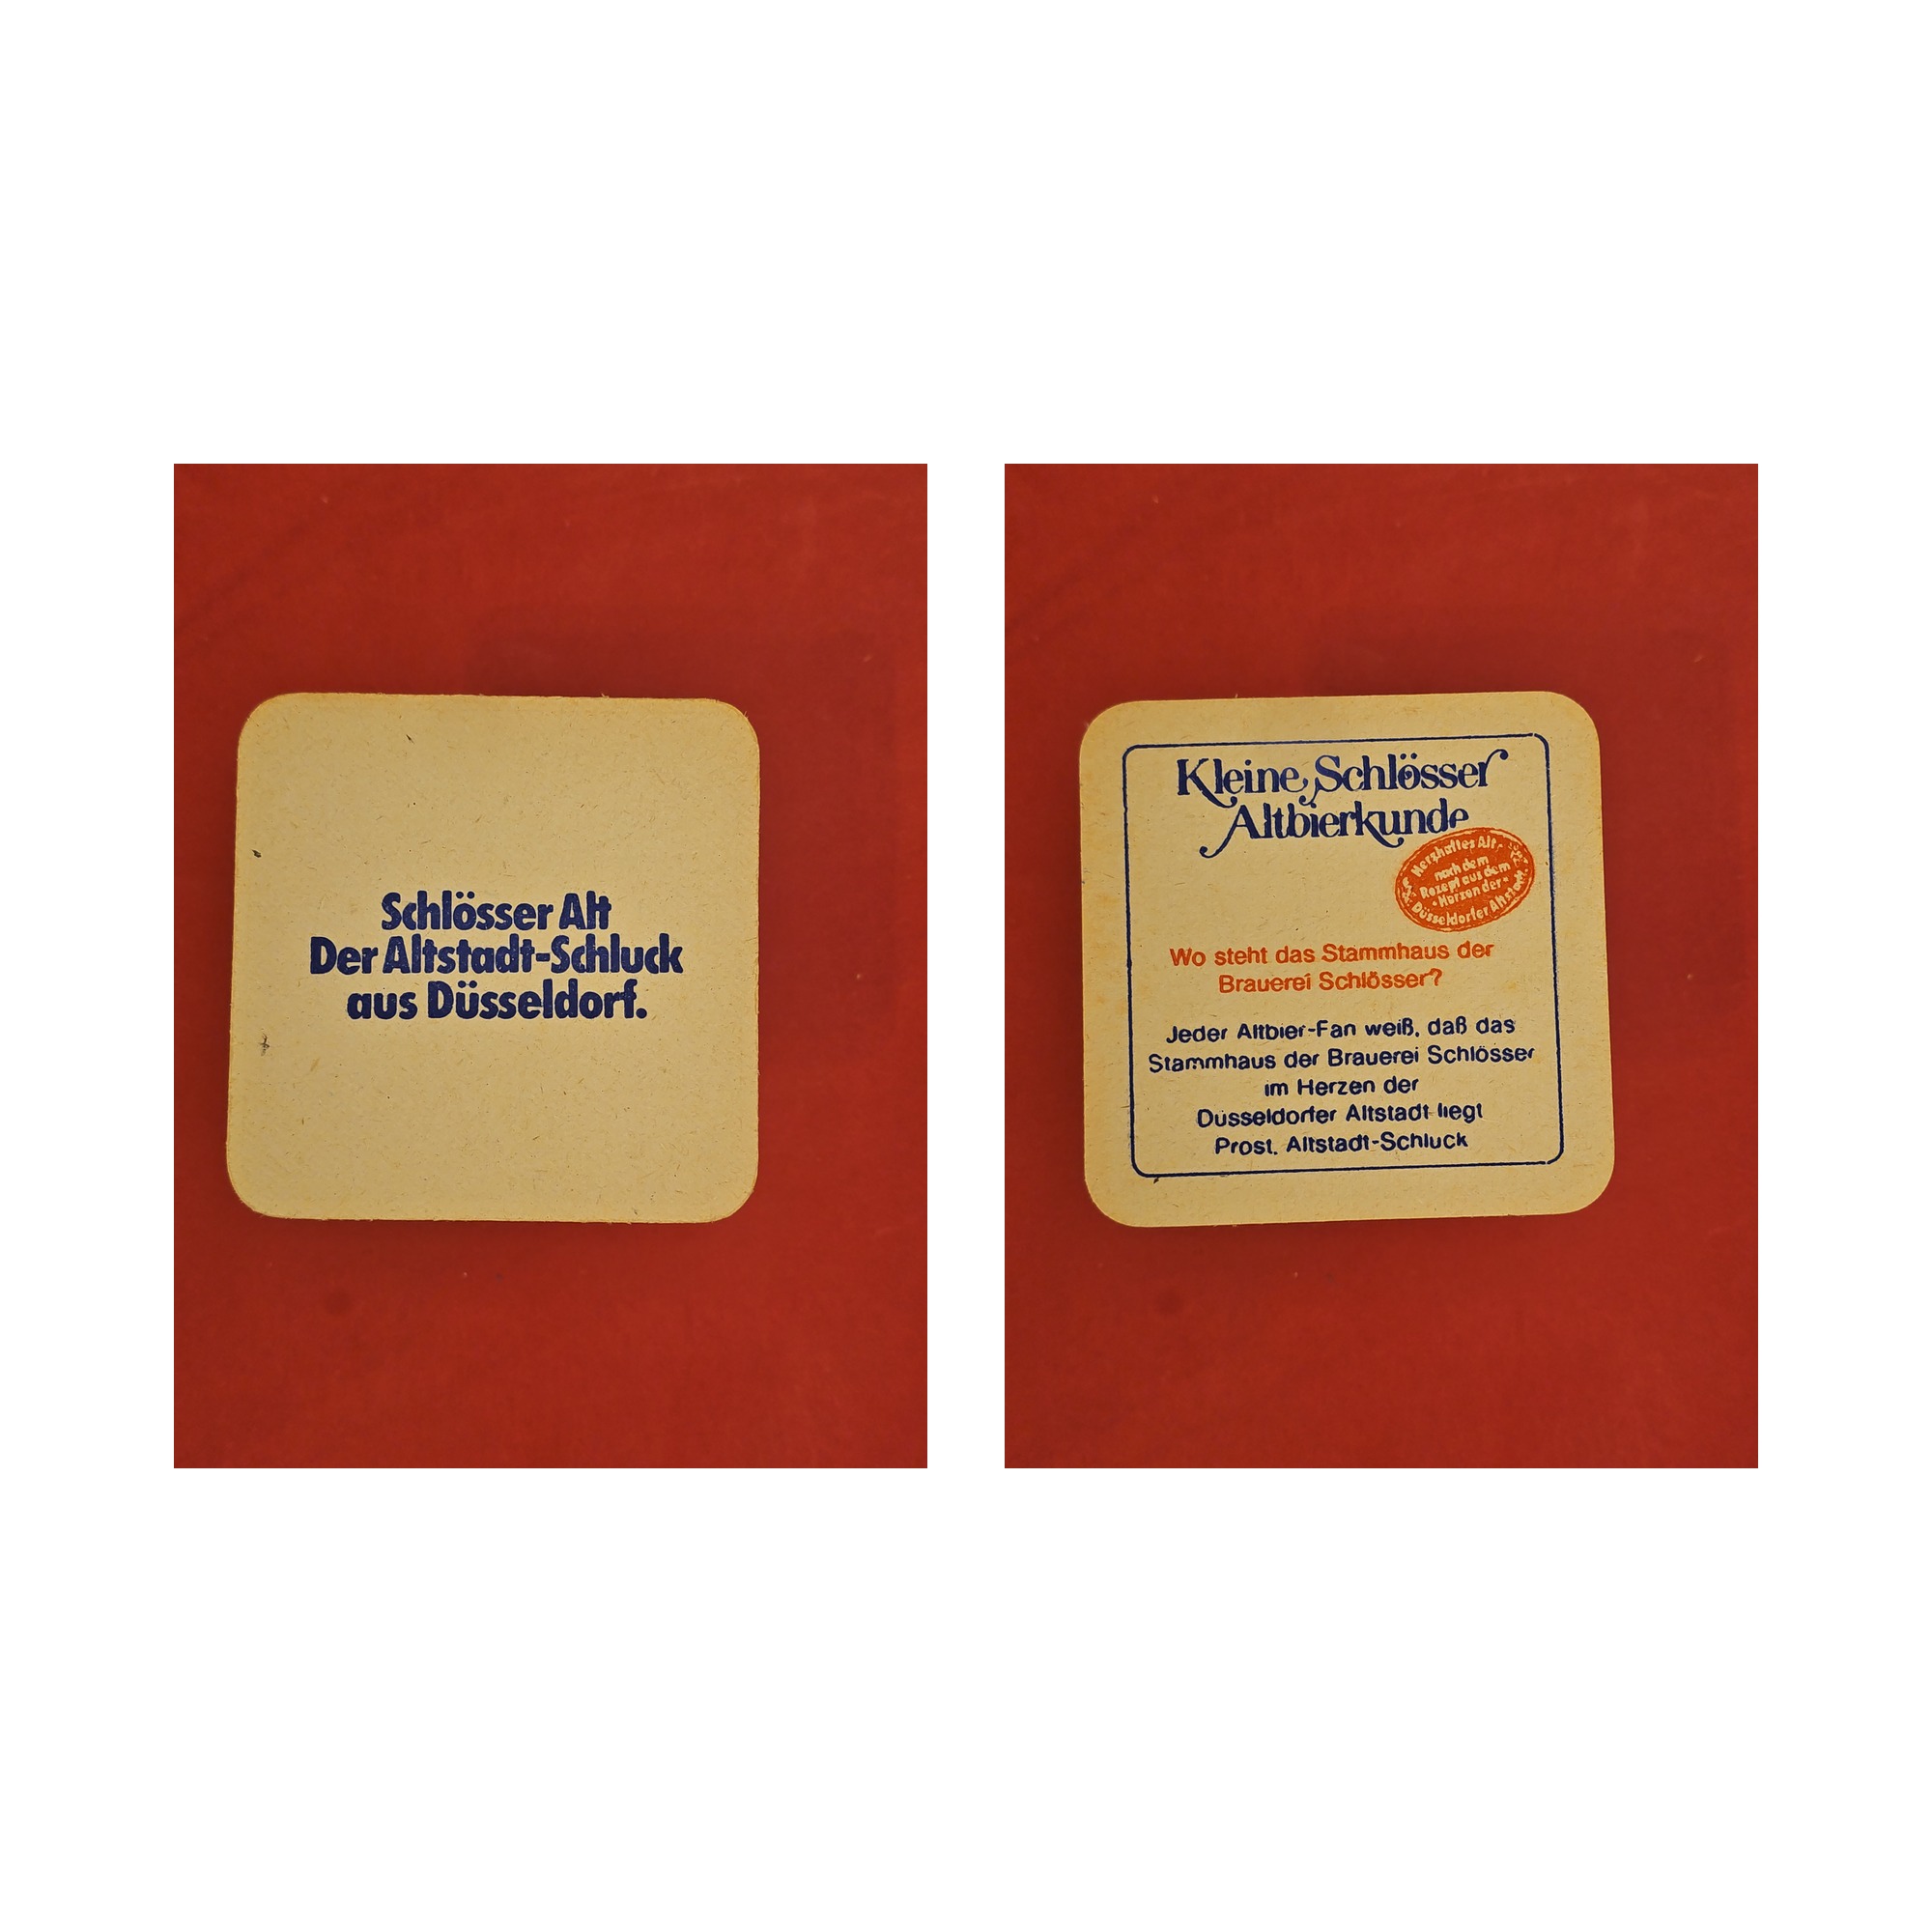 Schlösser Alt
Der Altstadt-Schluck
aus Düsseldorf.
Kleine Schlösser
Altbierkunde
Herzhaftes Alt
nach dem
Rezept aus dem
Herzen der
Düsseldorfer Altstadt.
Wo steht das Stammhaus der
Brauerei Schlösser?
Jeder Altbier-Fan weiß, daß das
Stammhaus der Brauerei Schlösser
im Herzen der
Düsseldorfer Altstadt liegt
Prost, Altstadt-Schluck